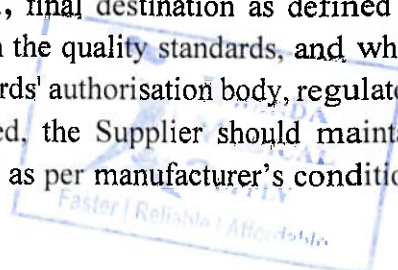 ., final destination as defined
n the quality standards, and wh
rds' authorisation body, regulat
ed, the Supplier should maint
as per manufacturer's conditi
Faster | Reliable | Affordable